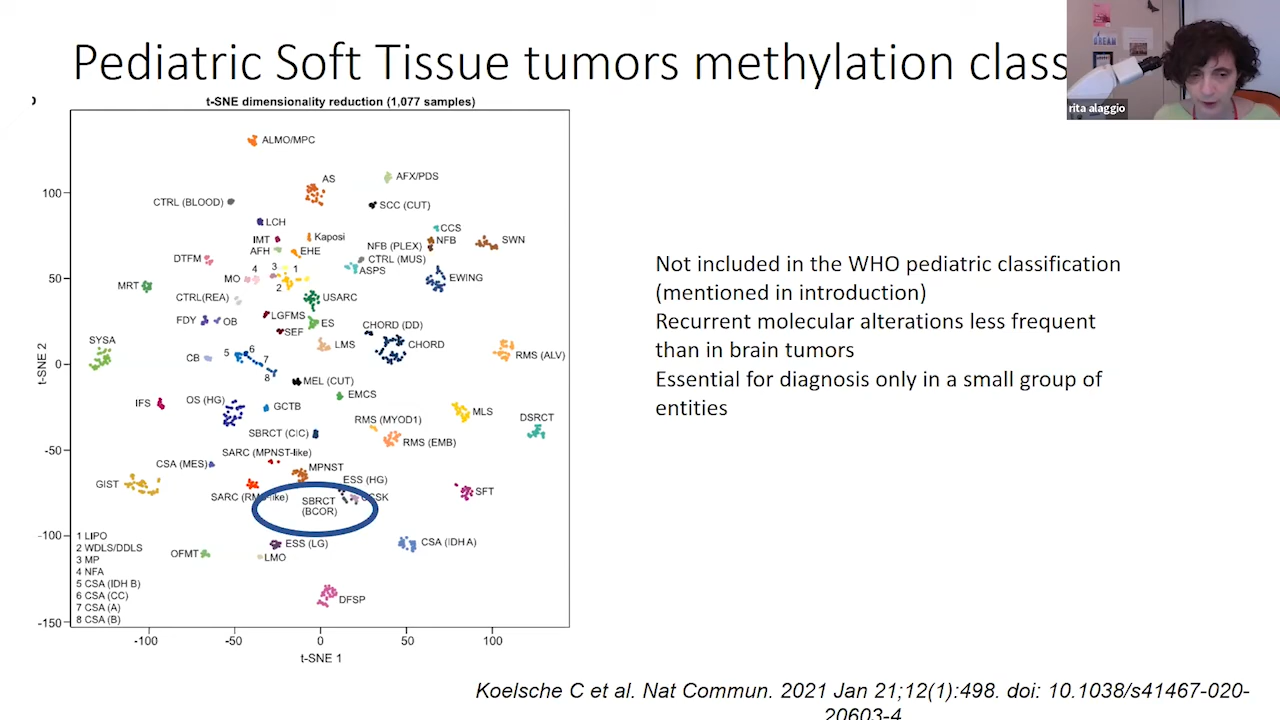 Pediatric Soft Tissue tumors methylation class
rita alaggio
DREAM
t-SNE dimensionality reduction (1,077 samples)
ALMO/MPC
AS
AFX/PDS
100
CTRL (BLOOD)
SCC (CUT)
LCH
CCS
IMT
Kaposi
NFB (PLEX)
NFB
SWN
AFH
EHE
CTRL (MUS)
DTFM
4
3
1
ASPS
50
MRT
MO
2
EWING
CTRL(REA)
USARC
FDY
OB
LGFMS
ES
CHORD (DD)
SEF
SYSA
LMS
CHORD
t-SNE 2
0
CB
5
6
7
8
RMS (ALV)
MEL (CUT)
EMCS
IFS
OS (HG)
GCTB
RMS (MYOD1)
MLS
DSRCT
-50
SBRCT (CIC)
RMS (EMB)
SARC (MPNST-like)
CSA (MES)
MPNST
GIST
ESS (HG)
SARC (RMS-like)
SBRCT
(BCOR)
CCSK
SFT
-100
1 LIPO
2 WDLS/DDLS
3 MP
4 NFA
5 CSA (IDH B)
6 CSA (CC)
7 CSA (A)
8 CSA (B)
OFMT
ESS (LG)
LMO
CSA (IDH A)
DFSP
-150
-100
-50
0
50
100
t-SNE 1
Not included in the WHO pediatric classification
(mentioned in introduction)
Recurrent molecular alterations less frequent
than in brain tumors
Essential for diagnosis only in a small group of
entities
Koelsche C et al. Nat Commun. 2021 Jan 21;12(1):498. doi: 10.1038/s41467-020-
20603-4